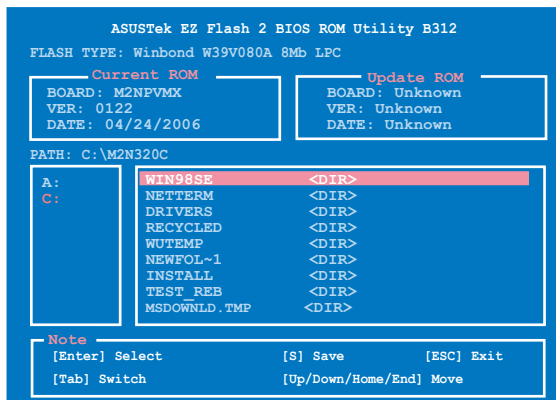 ASUSTek EZ Flash 2 BIOS ROM Utility B312
FLASH TYPE: Winbond W39V080A 8Mb LPC
Current ROM
BOARD: M2NPVMX
VER: 0122
DATE: 04/24/2006
Update ROM
BOARD: Unknown
VER: Unknown
DATE: Unknown
PATH: C:\M2N320C
A:
C:
WIN98SE <DIR>
NETTERM <DIR>
DRIVERS <DIR>
RECYCLED <DIR>
WUTEMP <DIR>
NEWFOL~1 <DIR>
INSTALL <DIR>
TEST_REB <DIR>
MSDOWNLD.TMP <DIR>
Note
[Enter] Select [S] Save [ESC] Exit
[Tab] Switch [Up/Down/Home/End] Move